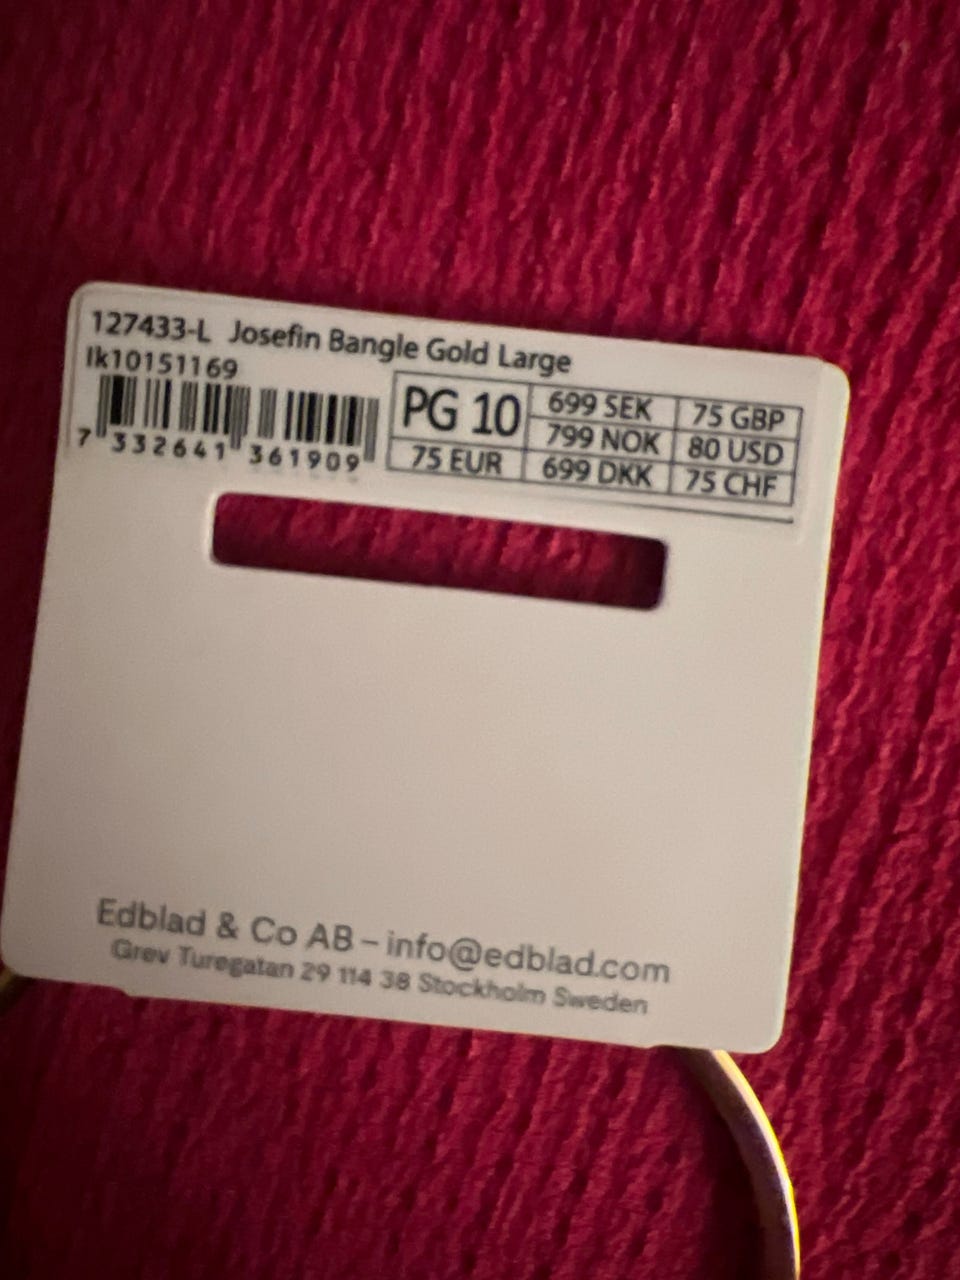 127433-L Josefin Bangle Gold Large
lk10151169
7 332641 361909
PG 10 699 SEK 75 GBP
799 NOK 80 USD
75 EUR 699 DKK 75 CHF
Edblad & Co AB – info@edblad.com
Grev Turegatan 29 114 38 Stockholm Sweden